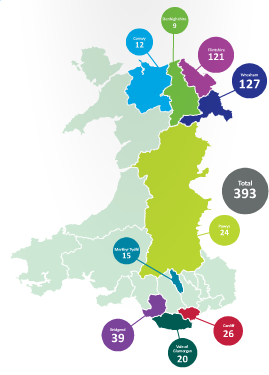 Denbighshire
9
Conwy
12
Flintshire
121
Wrexham
127
Total
393
Powys
24
Merthyr Tydfil
15
Bridgend
39
Cardiff
26
Vale of
Glamorgan
20